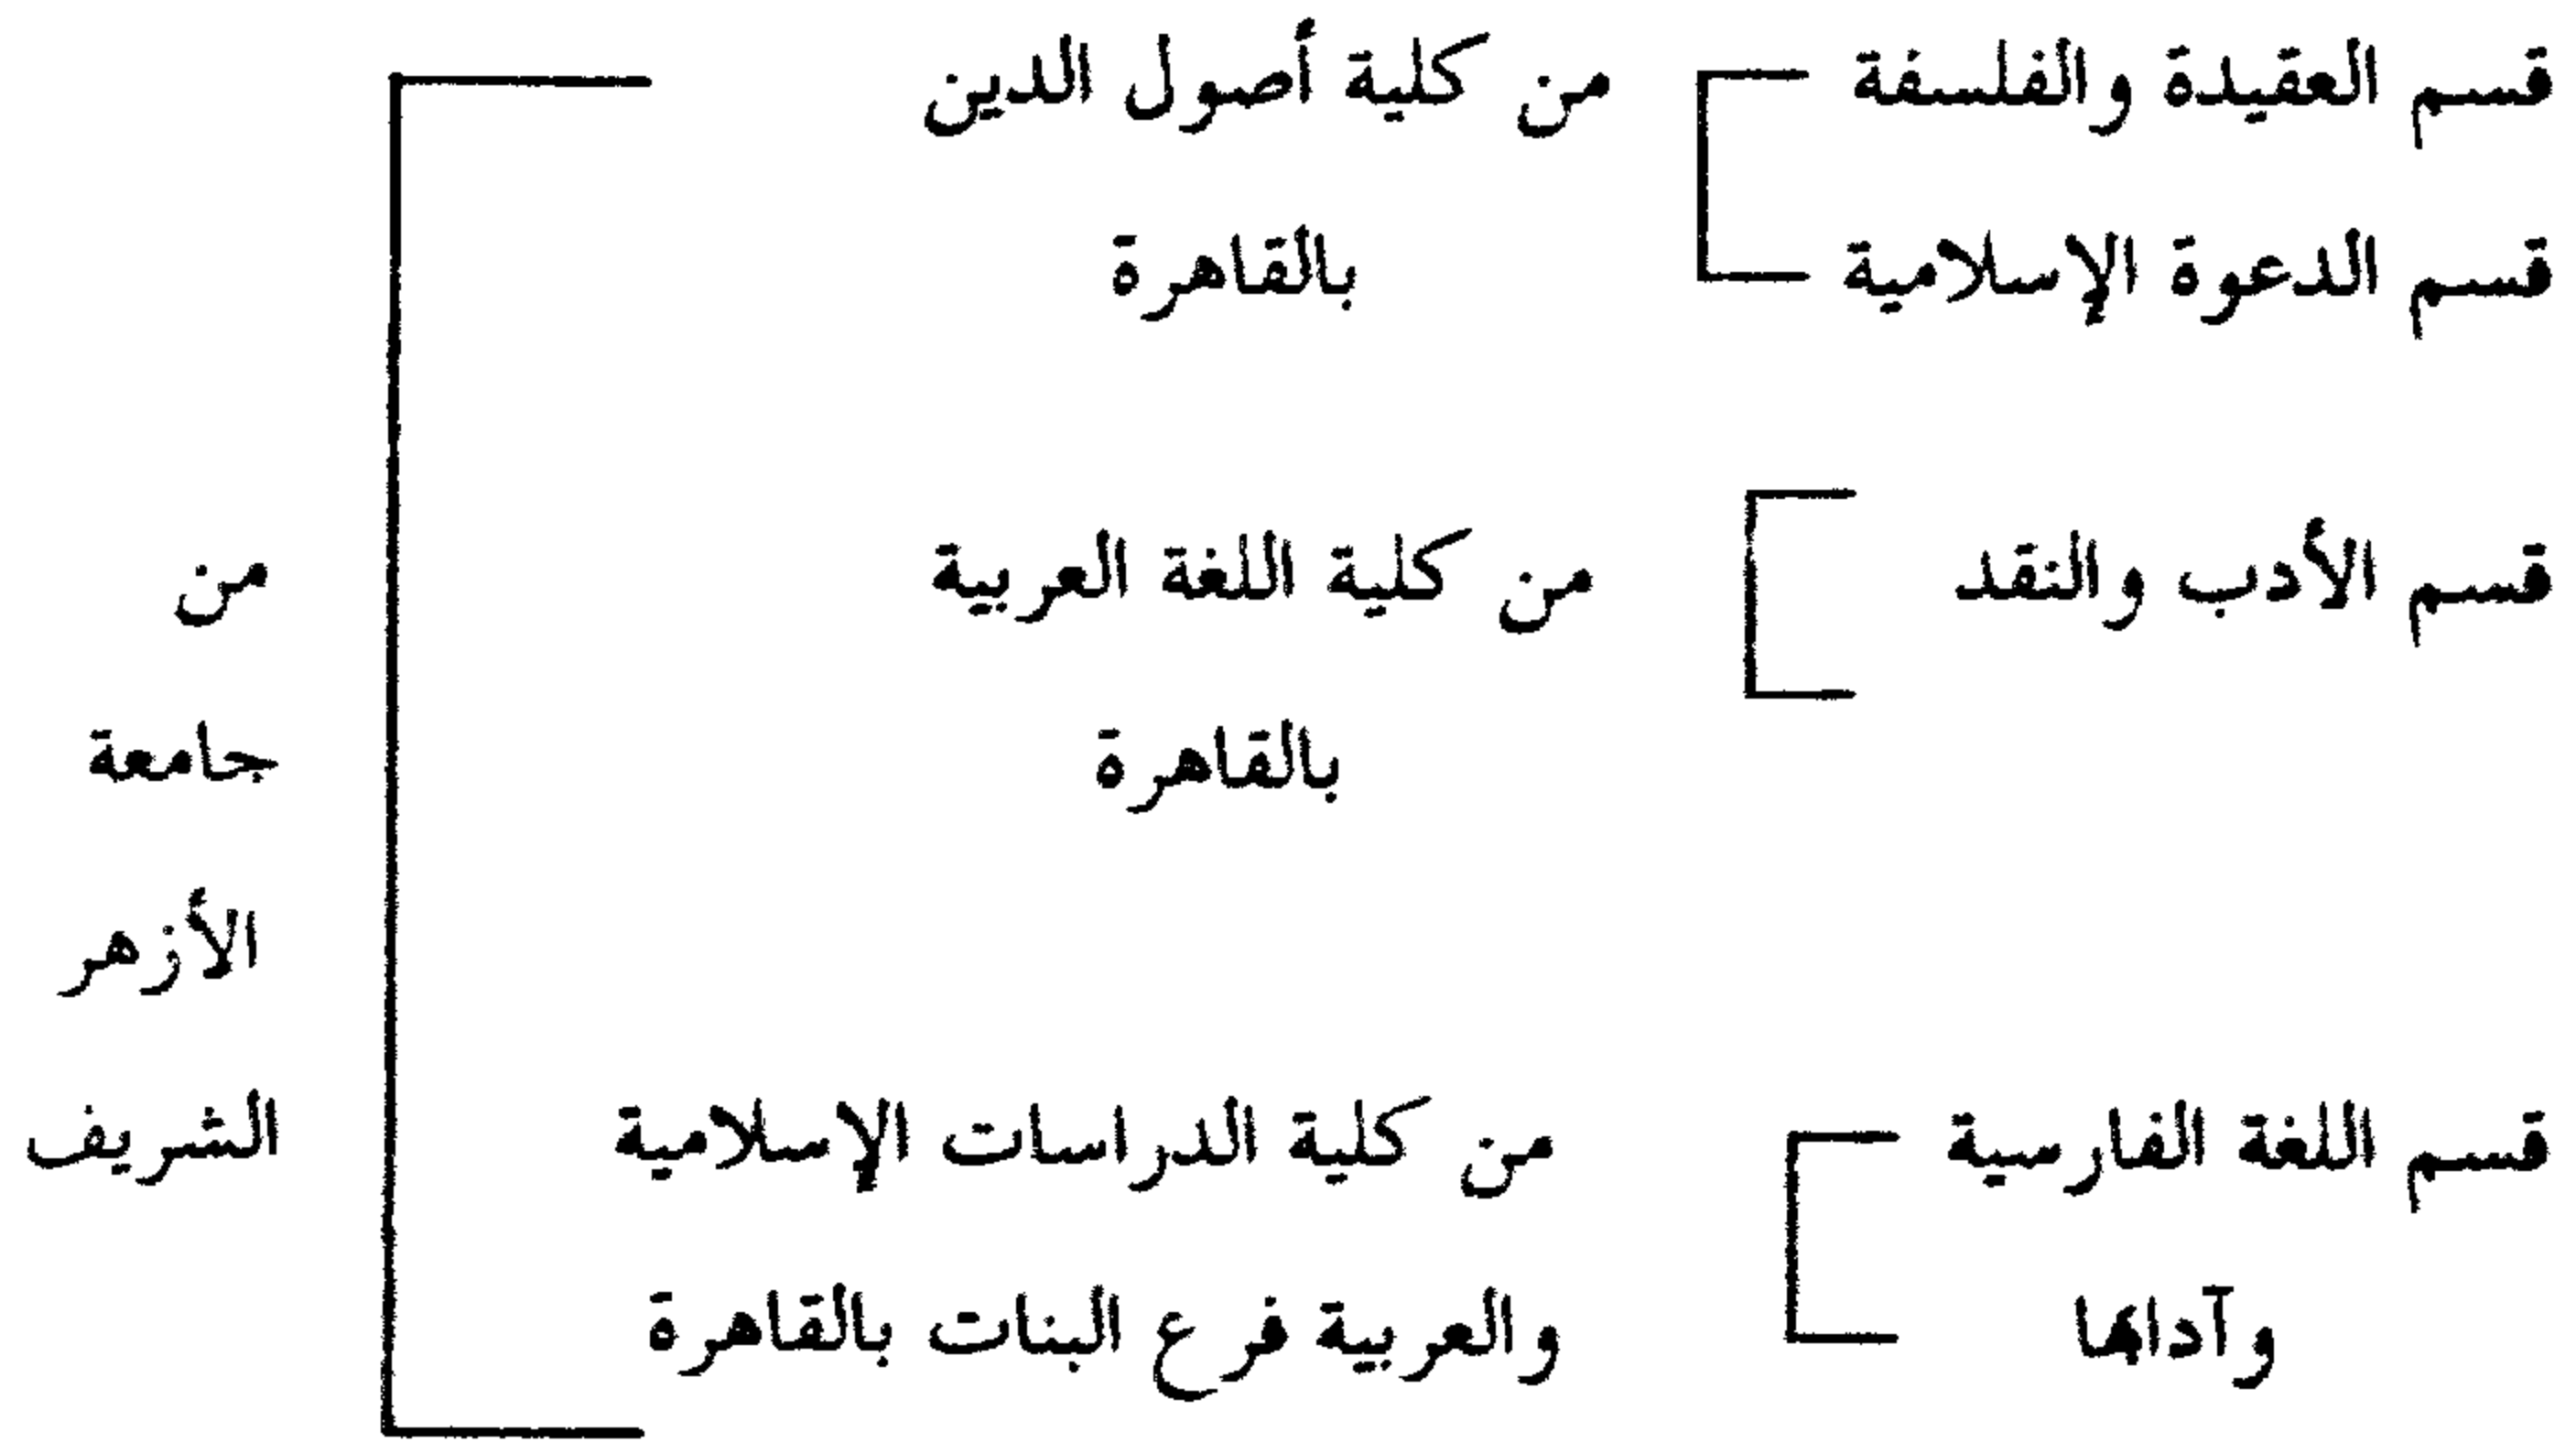 قسم العقيدة والفلسفة
قسم الدعوة الإسلامية
من كلية أصول الدين
بالقاهرة
قسم الأدب والنقد
من كلية اللغة العربية
بالقاهرة
قسم اللغة الفارسية
وآدابها
من كلية الدراسات الإسلامية
والعربية فرع البنات بالقاهرة
من
جامعة
الأزهر
الشريف